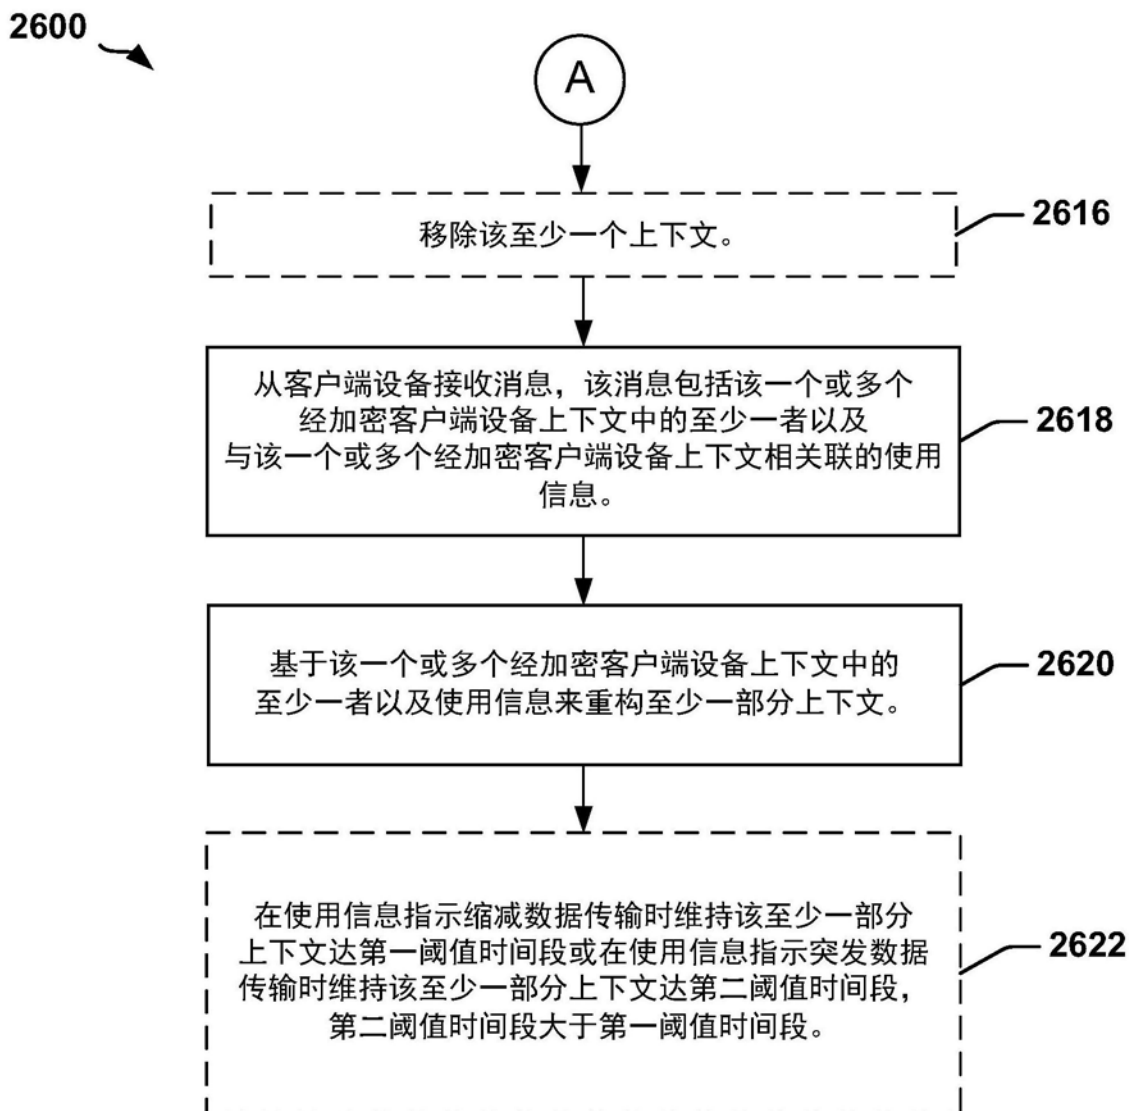 2600
A
移除该至少一个上下文。
2616
从客户端设备接收消息，该消息包括该一个或多个
经加密客户端设备上下文中的至少一者以及
与该一个或多个经加密客户端设备上下文相关联的使用
信息。
2618
基于该一个或多个经加密客户端设备上下文中的
至少一者以及使用信息来重构至少一部分上下文。
2620
在使用信息指示缩减数据传输时维持该至少一部分
上下文达第一阈值时间段或在使用信息指示突发数据
传输时维持该至少一部分上下文达第二阈值时间段，
第二阈值时间段大于第一阈值时间段。
2622